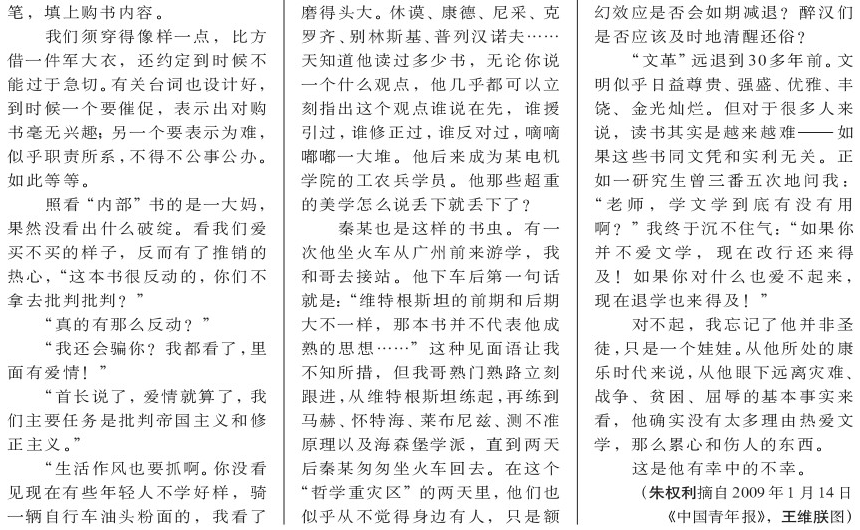 笔，填上购书内容。
我们须穿得像样一点，比方
借一件军大衣，还约定到时候不
能过于急切。有关台词也设计好，
到时候一个要催促，表示出对购
书毫无兴趣；另一个要表示为难，
似乎职责所系，不得不公事公办。
如此等等。
照看“内部”书的是一大妈，
果然没看出什么破绽。看我们爱
买不买的样子，反而有了推销的
热心，“这本书很反动的，你们不
拿去批判批判？”
“真的有那么反动？”
“我还会骗你？我都看了，里
面有爱情！”
“首长说了，爱情就算了，我
们主要任务是批判帝国主义和修
正主义。”
“生活作风也要抓啊。你没看
见现在有些年轻人不学好样，骑
一辆自行车油头粉面的，我看了
磨得头大。休谟、康德、尼采、克
罗齐、别林斯基、普列汉诺夫……
天知道他读过多少书，无论你说
一个什么观点，他几乎都可以立
刻指出这个观点谁说在先，谁援
引过，谁修正过，谁反对过，嘀嘀
嘟嘟一大堆。他后来成为某电机
学院的工农兵学员。他那些超重
的美学怎么说丢下就丢下了？
秦某也是这样的书虫。有一
次他坐火车从广州前来游学，我
和哥去接站。他下车后第一句话
就是：“维特根斯坦的前期和后期
大不一样，那本书并不代表他成
熟的思想……”这种见面语让我
不知所措，但我哥熟门熟路立刻
跟进，从维特根斯坦练起，再练到
马赫、怀特海、莱布尼兹、测不准
原理以及海森堡学派，直到两天
后秦某匆匆坐火车回去。在这个
“哲学重灾区”的两天里，他们也
似乎从不觉得身边有人，只是额
幻效应是否会如期减退？醉汉们
是否应该及时地清醒还俗？
“文革”远退到30多年前。文
明似乎日益尊贵、强盛、优雅、丰
饶、金光灿烂。但对于很多人来
说，读书其实是越来越难——如
果这些书同文凭和实利无关。正
如一研究生曾三番五次地问我：
“老师，学文学到底有没有用
啊？”我终于沉不住气：“如果你
并不爱文学，现在改行还来得
及！如果你对什么也爱不起来，
现在退学也来得及！”
对不起，我忘记了他并非圣
徒，只是一个娃娃。从他所处的康
乐时代来说，从他眼下远离灾难、
战争、贫困、屈辱的基本事实来
看，他确实没有太多理由热爱文
学，那么累心和伤人的东西。
这是他有幸中的不幸。
（朱权利摘自2009年1月14日
《中国青年报》，王维朕图）